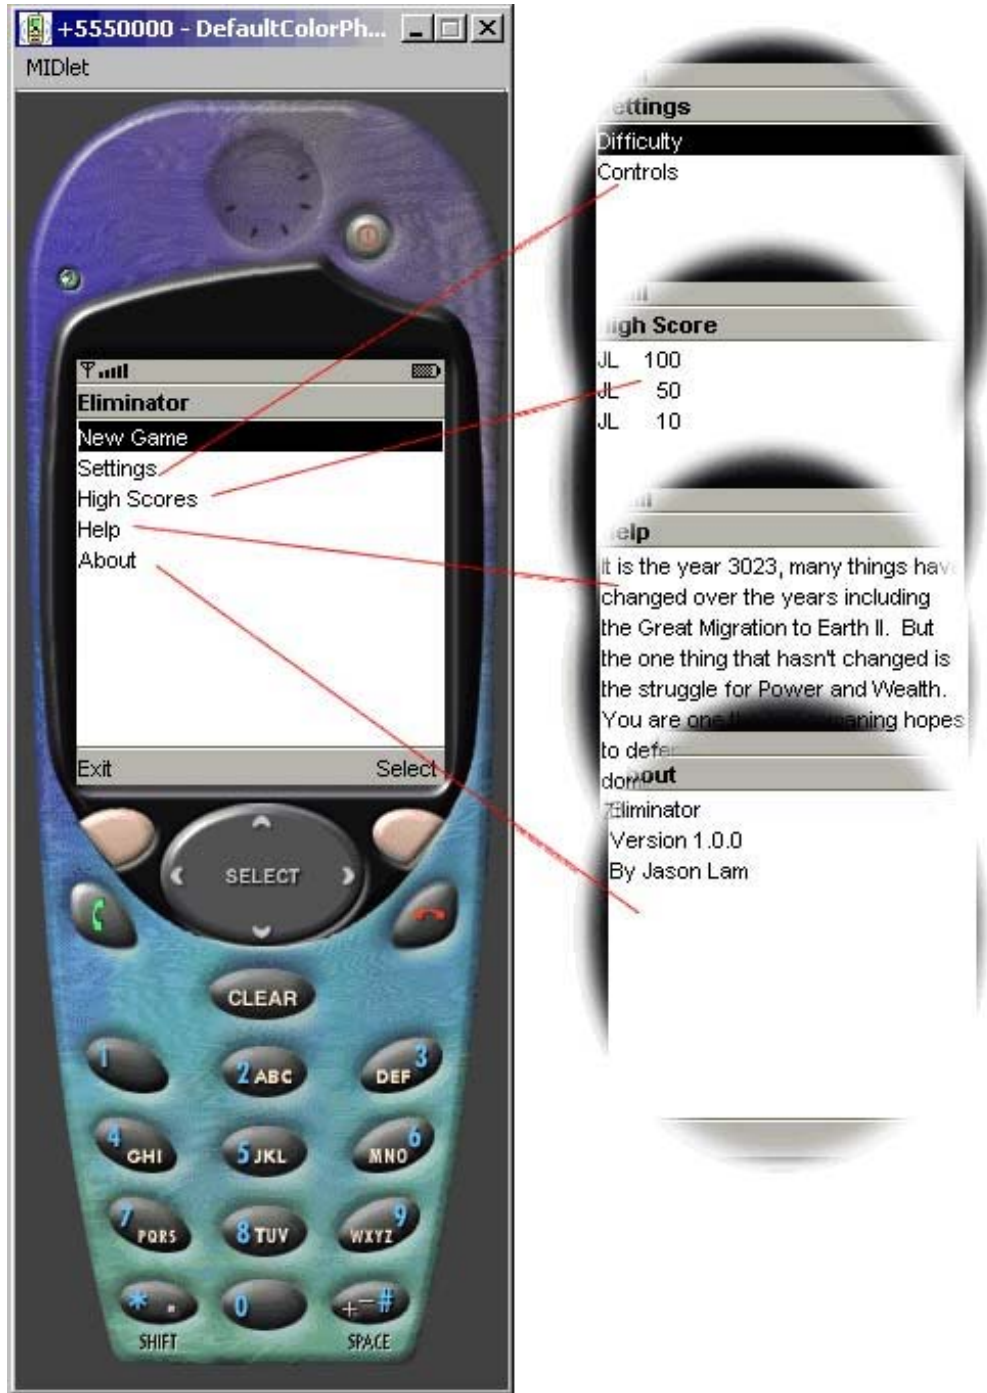 +5550000 - DefaultColorPh...
MIDlet
Eliminator
New Game
Settings
High Scores
Help
About
Exit
Select
SELECT
CLEAR
1
2 ABC
DEF 3
4 GHI
5 JKL
MNO 6
7 PQRS
8 TUV
WXYZ 9
* .
0
+-#
SHIFT
SPACE
ettings
Difficulty
Controls
igh Score
JL 100
JL 50
JL 10
elp
It is the year 3023, many things have
changed over the years including
the Great Migration to Earth II. But
the one thing that hasn't changed is
the struggle for Power and Wealth.
You are one hopes
to
out
Eliminator
Version 1.0.0
By Jason Lam